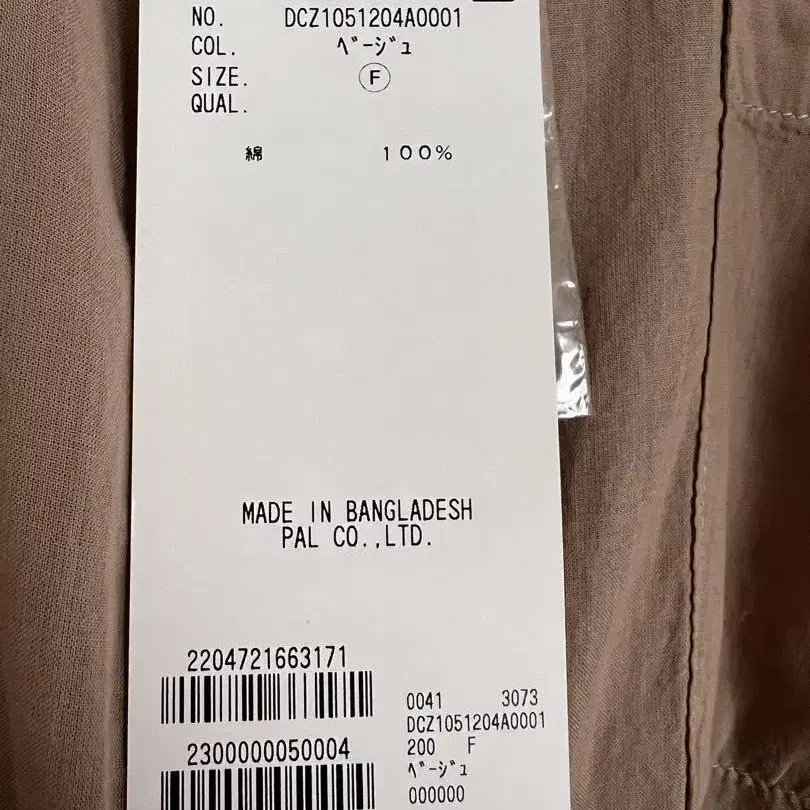 NO. DCZ1051204A0001
COL. ﾍﾞｰｼﾞｭ
SIZE. Ⓕ
QUAL.
綿 100%
MADE IN BANGLADESH
PAL CO.,LTD.
2204721663171
0041 3073
DCZ1051204A0001
2300000050004
200 F
ﾍﾞｰｼﾞｭ
000000